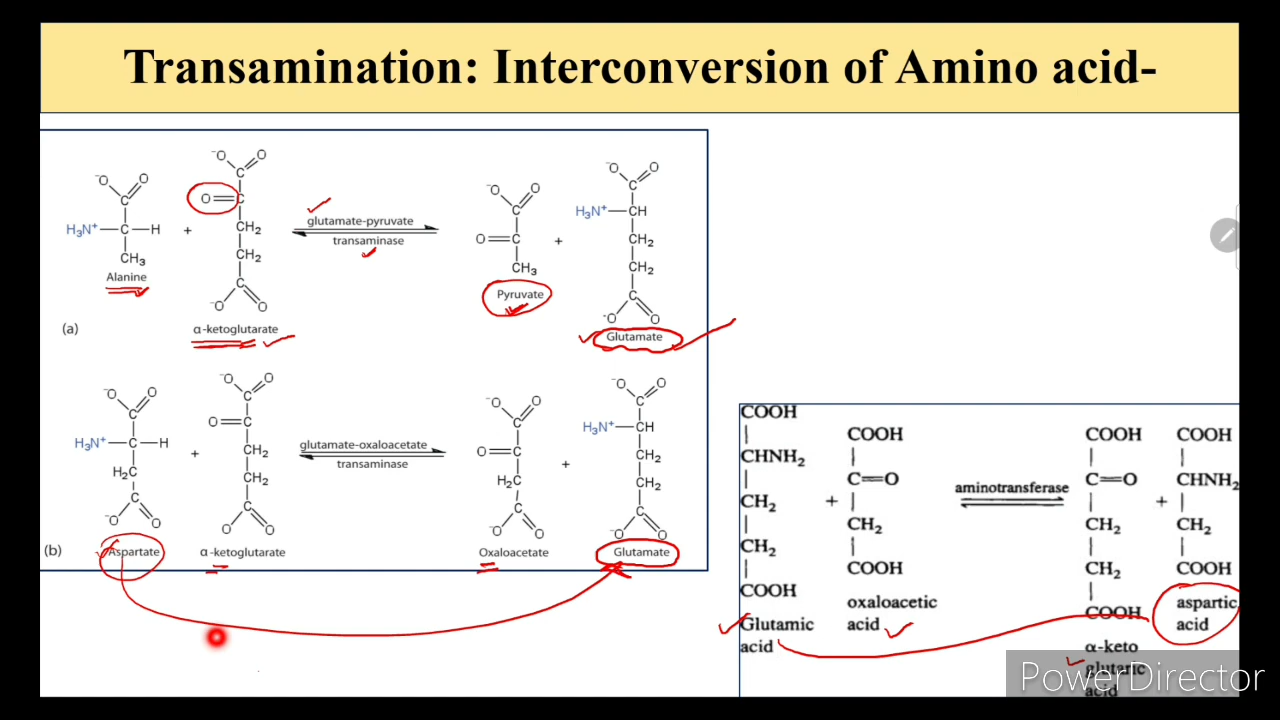 Transamination: Interconversion of Amino acid-
⁻O O
C
H₃N⁺ C H
CH₃
Alanine
+
⁻O O
C
O C
CH₂
CH₂
C
⁻O O
α-ketoglutarate
glutamate-pyruvate
transaminase
⁻O O
C
O C
CH₃
Pyruvate
+
⁻O O
C
H₃N⁺ CH
CH₂
CH₂
C
⁻O O
Glutamate
(a)
⁻O O
C
H₃N⁺ C H
H₂C
C
⁻O O
Aspartate
+
⁻O O
C
O C
CH₂
CH₂
C
⁻O O
α-ketoglutarate
glutamate-oxaloacetate
transaminase
⁻O O
C
O C
H₂C
C
⁻O O
Oxaloacetate
+
⁻O O
C
H₃N⁺ CH
CH₂
CH₂
C
⁻O O
Glutamate
(b)
COOH
CHNH₂
CH₂
CH₂
COOH
Glutamic
acid
+
COOH
C=O
CH₂
COOH
oxaloacetic
acid
aminotransferase
COOH
C=O
CH₂
CH₂
COOH
α-keto
glutaric
acid
+
COOH
CHNH₂
CH₂
COOH
aspartic
acid
PowerDirector